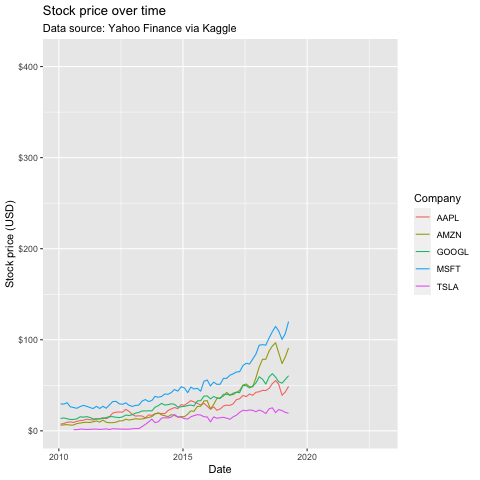 Stock price over time
Data source: Yahoo Finance via Kaggle
$400
$300
$200
$100
$0
Stock price (USD)
2010
2015
2020
Date
Company
AAPL
AMZN
GOOGL
MSFT
TSLA